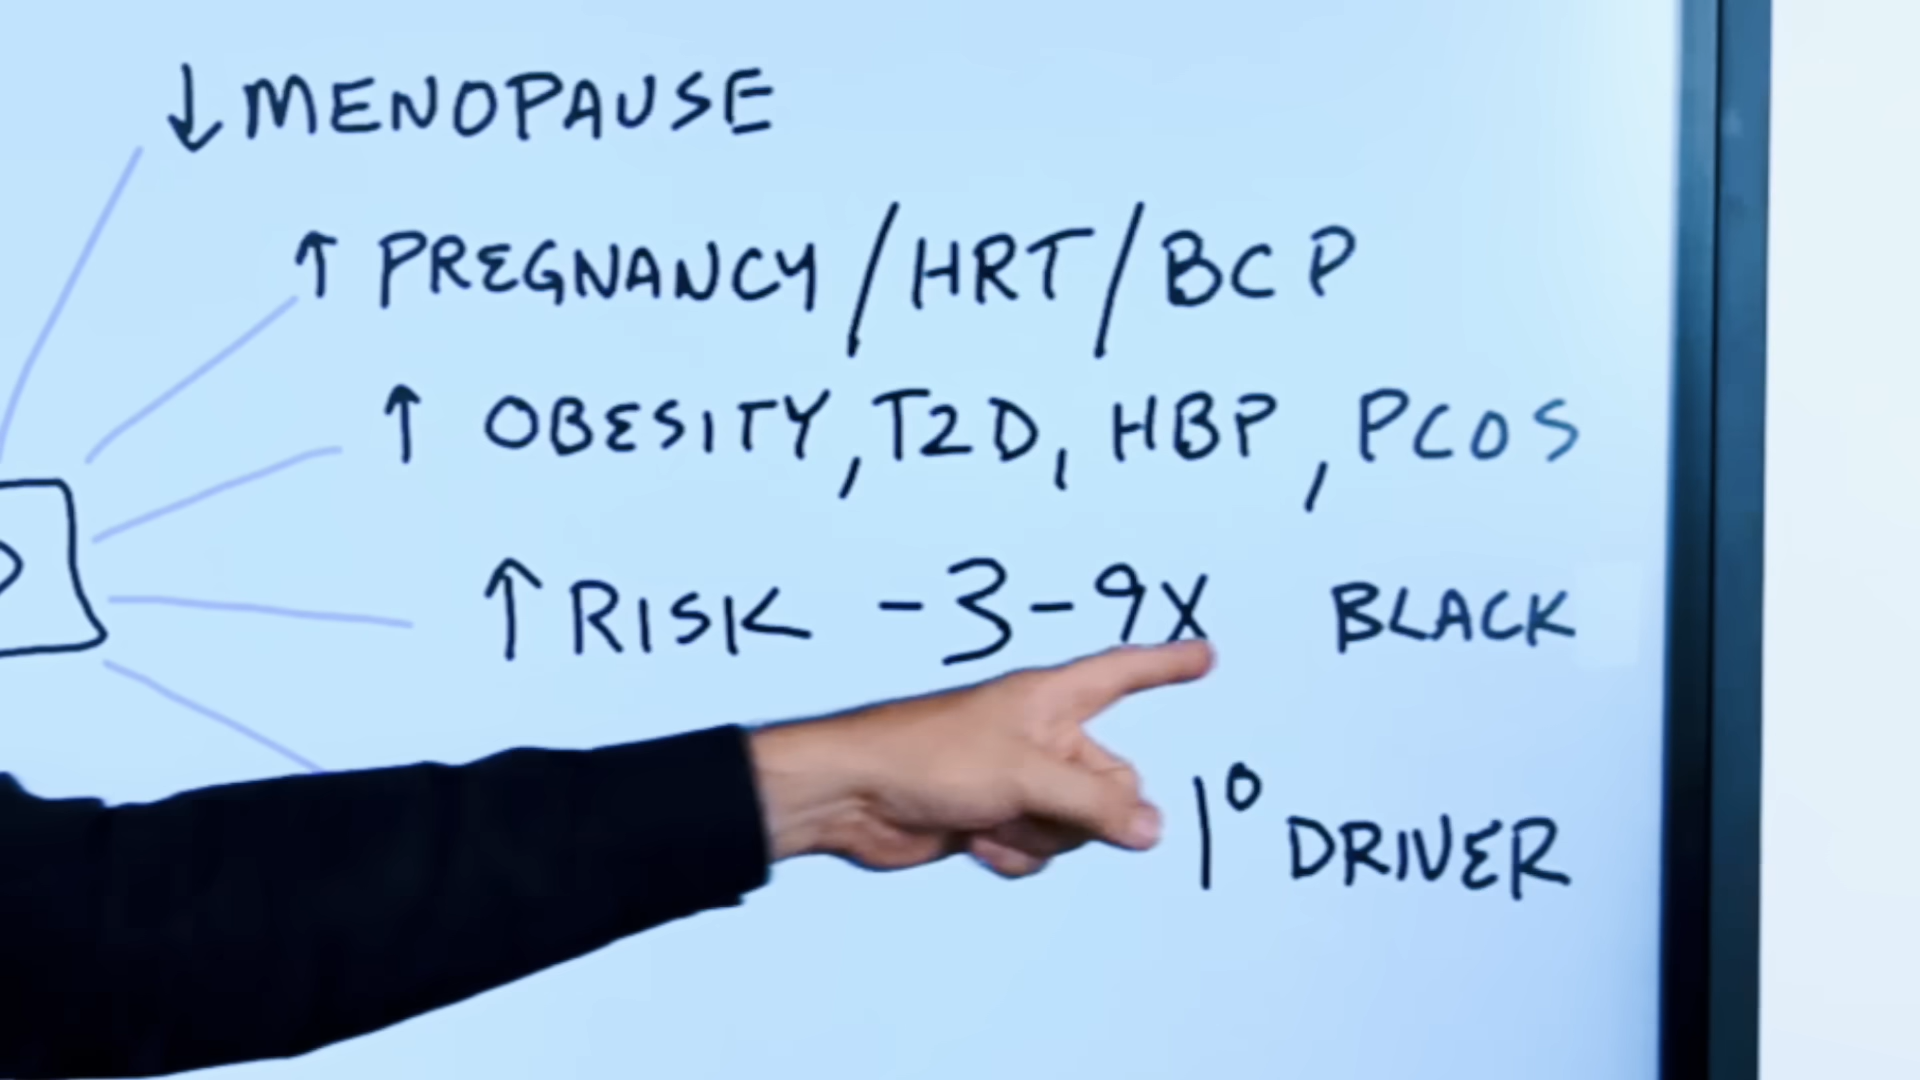 ↓ MENOPAUSE
↑ PREGNANCY / HRT / BCP
↑ OBESITY, T2D, HBP, PCOS
↑ RISK - 3-9X BLACK
1° DRIVER